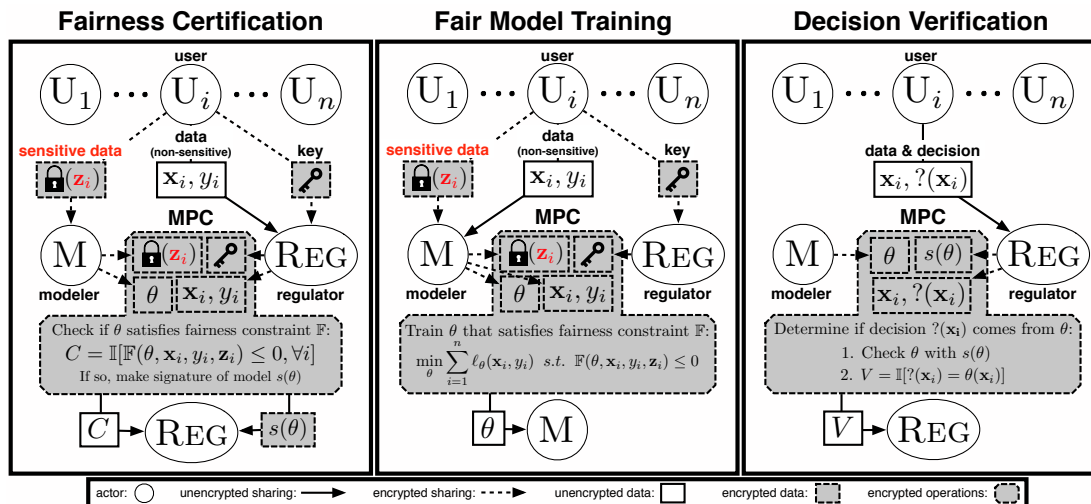 Fairness Certification
user
U₁ ••• Uᵢ ••• Uₙ
sensitive data
data
(non-sensitive)
key
(𝐳ᵢ)
𝐱ᵢ, yᵢ
MPC
M
(𝐳ᵢ)
REG
modeler
θ
𝐱ᵢ, yᵢ
regulator
Check if θ satisfies fairness constraint 𝔽:
C = 𝕀[𝔽(θ, 𝐱ᵢ, yᵢ, 𝐳ᵢ) ≤ 0, ∀i]
If so, make signature of model s(θ)
C
REG
s(θ)
Fair Model Training
user
U₁ ••• Uᵢ ••• Uₙ
sensitive data
data
(non-sensitive)
key
(𝐳ᵢ)
𝐱ᵢ, yᵢ
MPC
M
(𝐳ᵢ)
REG
modeler
θ
𝐱ᵢ, yᵢ
regulator
Train θ that satisfies fairness constraint 𝔽:
min_θ ∑_{i=1}^{n} ℓ_θ(𝐱ᵢ, yᵢ) s.t. 𝔽(θ, 𝐱ᵢ, yᵢ, 𝐳ᵢ) ≤ 0
θ
M
Decision Verification
user
U₁ ••• Uᵢ ••• Uₙ
data & decision
𝐱ᵢ, ?(𝐱ᵢ)
MPC
M
θ
s(θ)
REG
modeler
𝐱ᵢ, ?(𝐱ᵢ)
regulator
Determine if decision ?(𝐱ᵢ) comes from θ:
1. Check θ with s(θ)
2. V = 𝕀[?(𝐱ᵢ) = θ(𝐱ᵢ)]
V
REG
actor: unencrypted sharing: encrypted sharing: unencrypted data: encrypted data: encrypted operations: